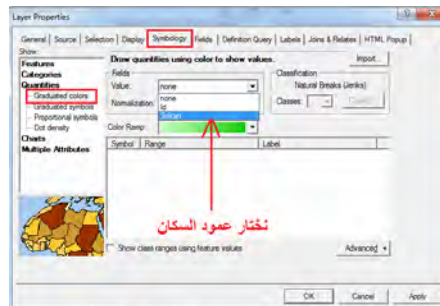 Layer Properties
General Source Selection Display Symbology Fields Definition Query Labels Joins & Relates HTML Popup
Show:
Features
Categories
Quantities
Graduated colors
Graduated symbols
Proportional symbols
Dot density
Charts
Multiple Attributes
Draw quantities using color to show values.
Import...
Fields
Value: none
none
Id
Normalization:
Classification
Natural Breaks (Jenks)
Classes:
Color Ramp:
Symbol Range Label
نختار عمود السكان
Show class ranges using feature values
Advanced
OK Cancel Apply